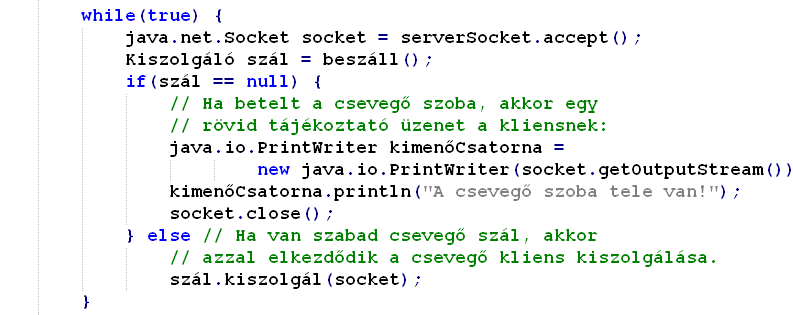 while(true) {
java.net.Socket socket = serverSocket.accept();
Kiszolgáló szál = beszáll();
if(szál == null) {
// Ha betelt a csevegő szoba, akkor egy
// rövid tájékoztató üzenet a kliensnek:
java.io.PrintWriter kimenőCsatorna =
new java.io.PrintWriter(socket.getOutputStream())
kimenőCsatorna.println("A csevegő szoba tele van!");
socket.close();
} else // Ha van szabad csevegő szál, akkor
// azzal elkezdődik a csevegő kliens kiszolgálása.
szál.kiszolgál(socket);
}